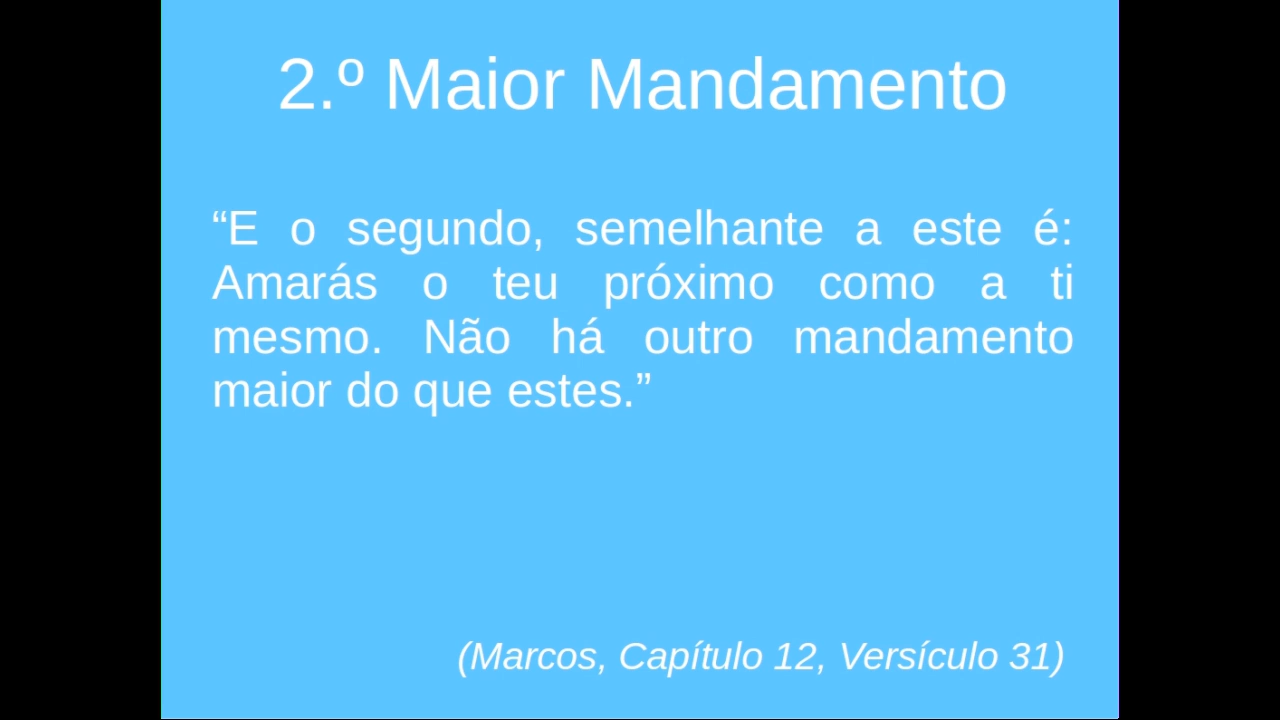 2.º Maior Mandamento
“E o segundo, semelhante a este é:
Amarás o teu próximo como a ti
mesmo. Não há outro mandamento
maior do que estes.”
(Marcos, Capítulo 12, Versículo 31)